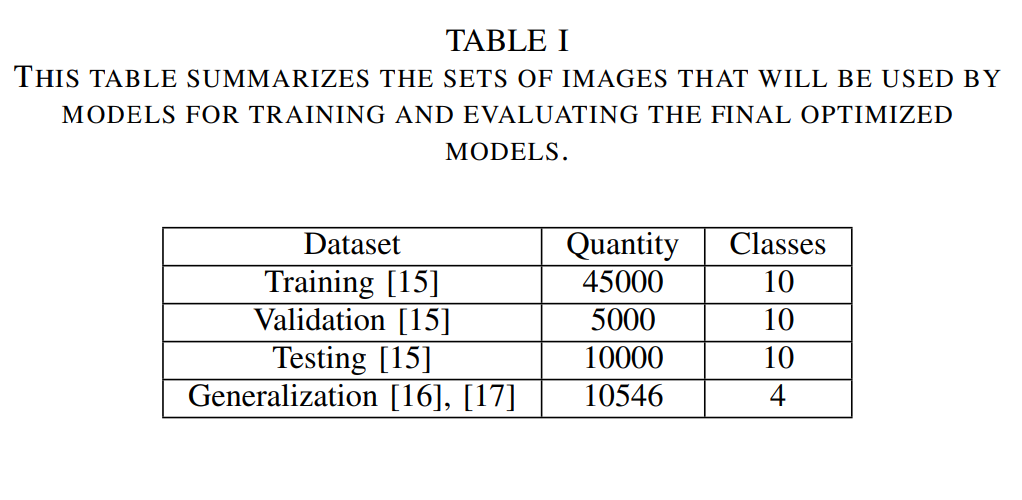 TABLE I
THIS TABLE SUMMARIZES THE SETS OF IMAGES THAT WILL BE USED BY
MODELS FOR TRAINING AND EVALUATING THE FINAL OPTIMIZED
MODELS.
Dataset Quantity Classes
Training [15] 45000 10
Validation [15] 5000 10
Testing [15] 10000 10
Generalization [16], [17] 10546 4